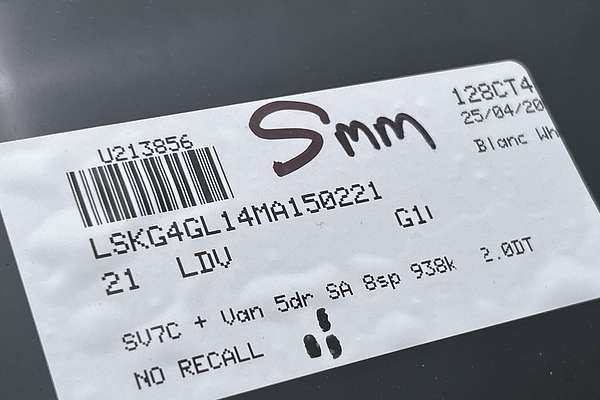 128CT4
25/04/20
Blanc Wh
Smm
U213856
LSKG4GL14MA150221
21 LDV G1
SV7C + Van 5dr SA 8sp 938k 2.0DT
NO RECALL